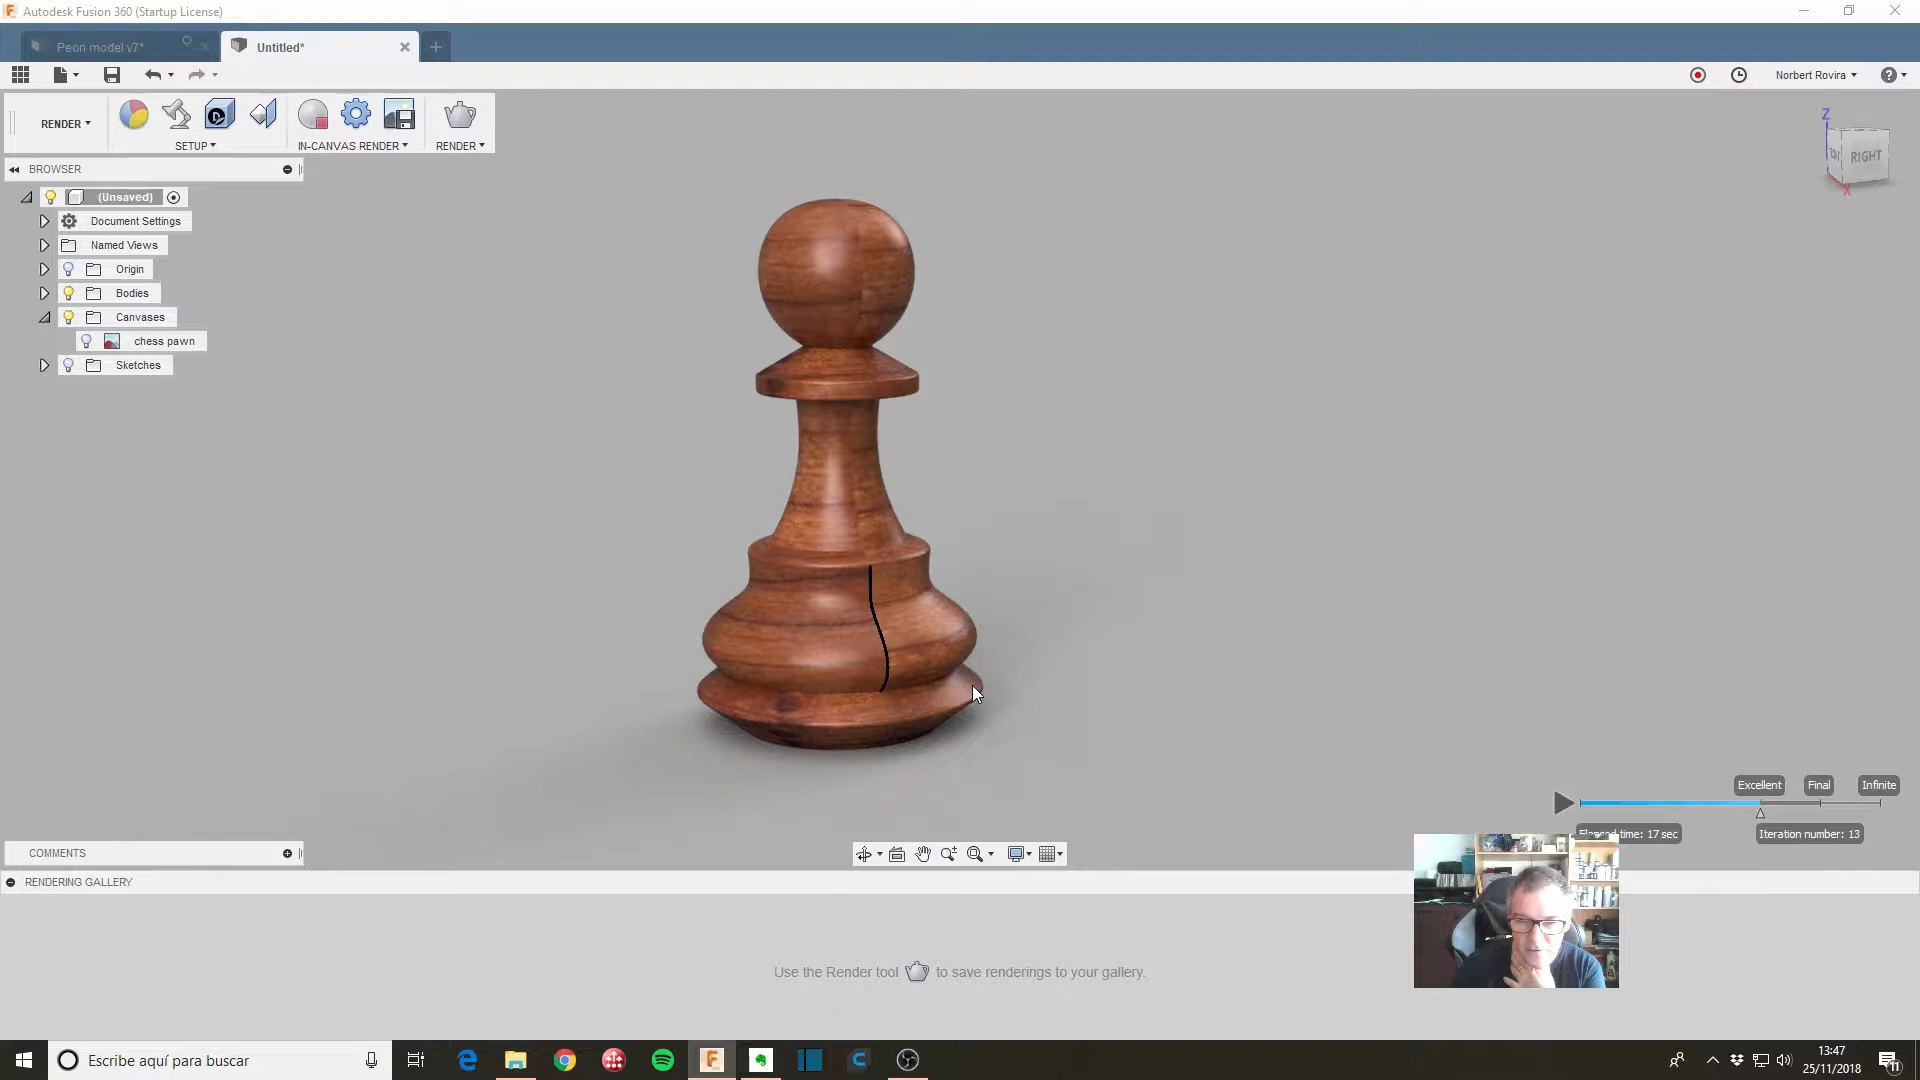 Autodesk Fusion 360 (Startup License)
Peon model v7*
Untitled*
Norbert Rovira
RENDER
SETUP
IN-CANVAS RENDER
RENDER
BROWSER
(Unsaved)
Document Settings
Named Views
Origin
Bodies
Canvases
chess pawn
Sketches
Z
RIGHT
X
Excellent
Final
Infinite
Elapsed time: 17 sec
Iteration number: 13
COMMENTS
RENDERING GALLERY
Use the Render tool to save renderings to your gallery.
Escribe aquí para buscar
13:47
25/11/2018
11